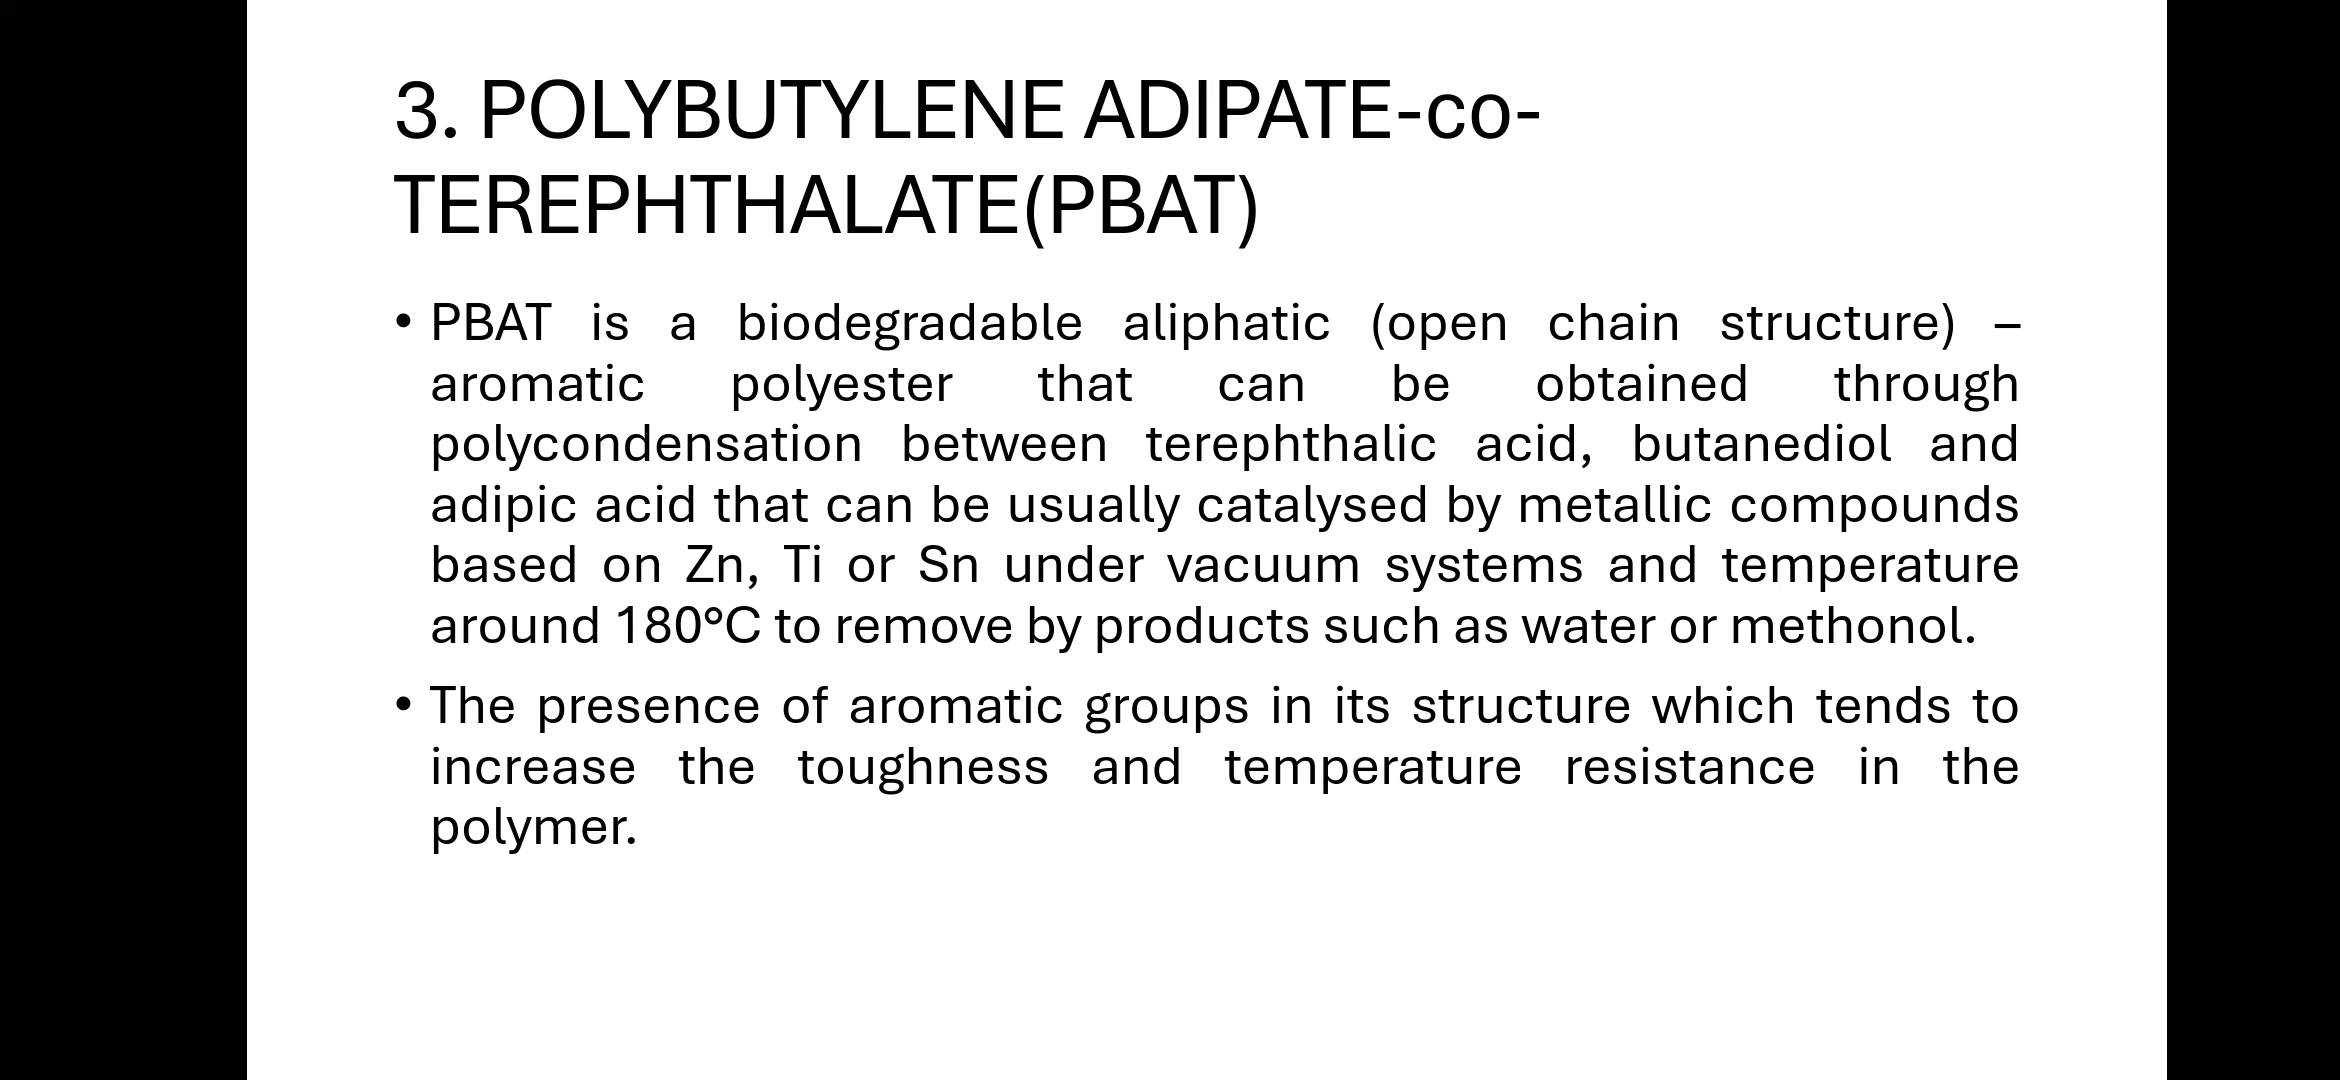 3. POLYBUTYLENE ADIPATE-co-
TEREPHTHALATE(PBAT)
• PBAT is a biodegradable aliphatic (open chain structure) –
aromatic polyester that can be obtained through
polycondensation between terephthalic acid, butanediol and
adipic acid that can be usually catalysed by metallic compounds
based on Zn, Ti or Sn under vacuum systems and temperature
around 180°C to remove by products such as water or methonol.
• The presence of aromatic groups in its structure which tends to
increase the toughness and temperature resistance in the
polymer.